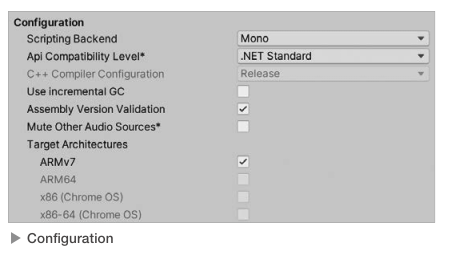 Configuration
Scripting Backend Mono
Api Compatibility Level* .NET Standard
C++ Compiler Configuration Release
Use incremental GC
Assembly Version Validation
Mute Other Audio Sources*
Target Architectures
ARMv7
ARM64
x86 (Chrome OS)
x86-64 (Chrome OS)
Configuration